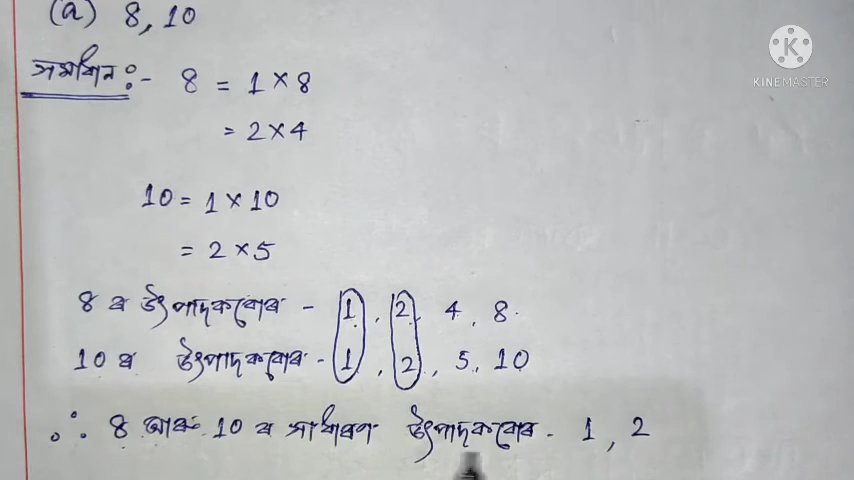 (a) 8, 10
KINEMASTER
সমাধান :- 8 = 1 × 8
= 2 × 4
10 = 1 × 10
= 2 × 5
8 ৰ উৎপাদকবোৰ - 1, 2, 4, 8.
10 ৰ উৎপাদকবোৰ - 1, 2, 5, 10
∴ 8 আৰু 10 ৰ সাধাৰণ উৎপাদকবোৰ - 1, 2